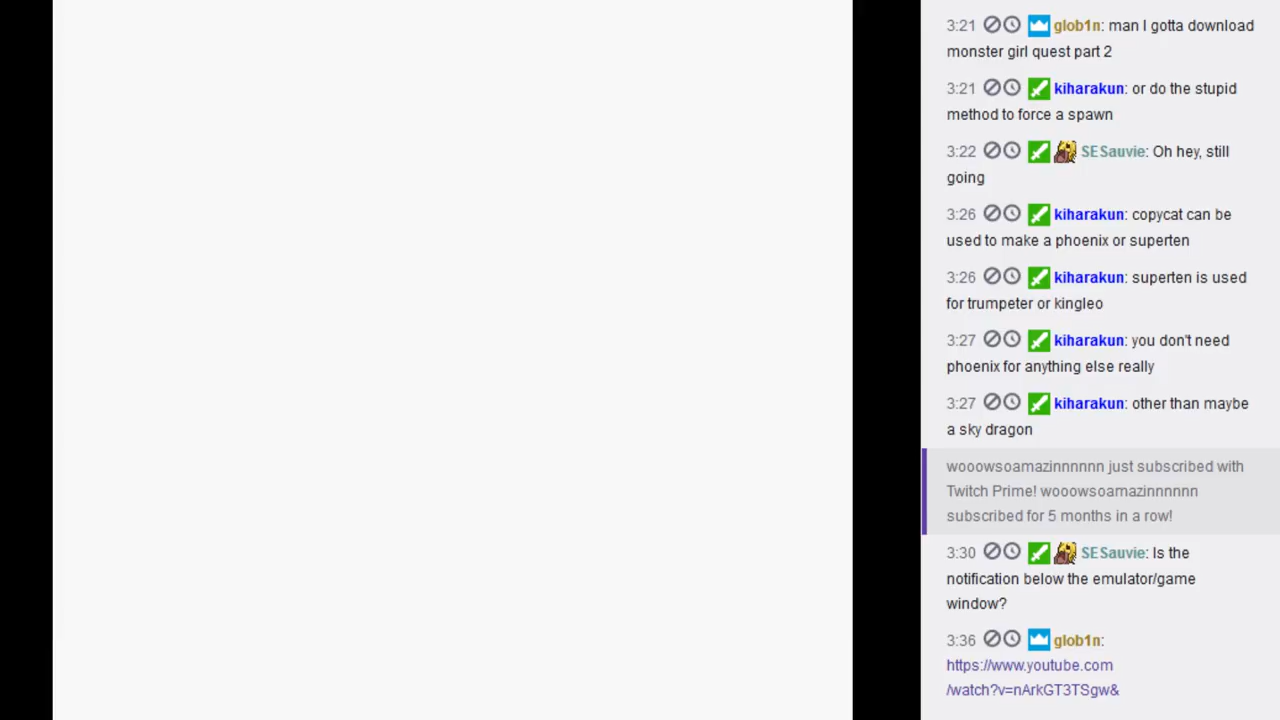 3:21 glob1n: man I gotta download
monster girl quest part 2
3:21 kiharakun: or do the stupid
method to force a spawn
3:22 SESauvie: Oh hey, still
going
3:26 kiharakun: copycat can be
used to make a phoenix or superten
3:26 kiharakun: superten is used
for trumpeter or kingleo
3:27 kiharakun: you don't need
phoenix for anything else really
3:27 kiharakun: other than maybe
a sky dragon
wooowsoamazinnnnnn just subscribed with
Twitch Prime! wooowsoamazinnnnnn
subscribed for 5 months in a row!
3:30 SESauvie: Is the
notification below the emulator/game
window?
3:36 glob1n:
https://www.youtube.com
/watch?v=nArkGT3TSgw&